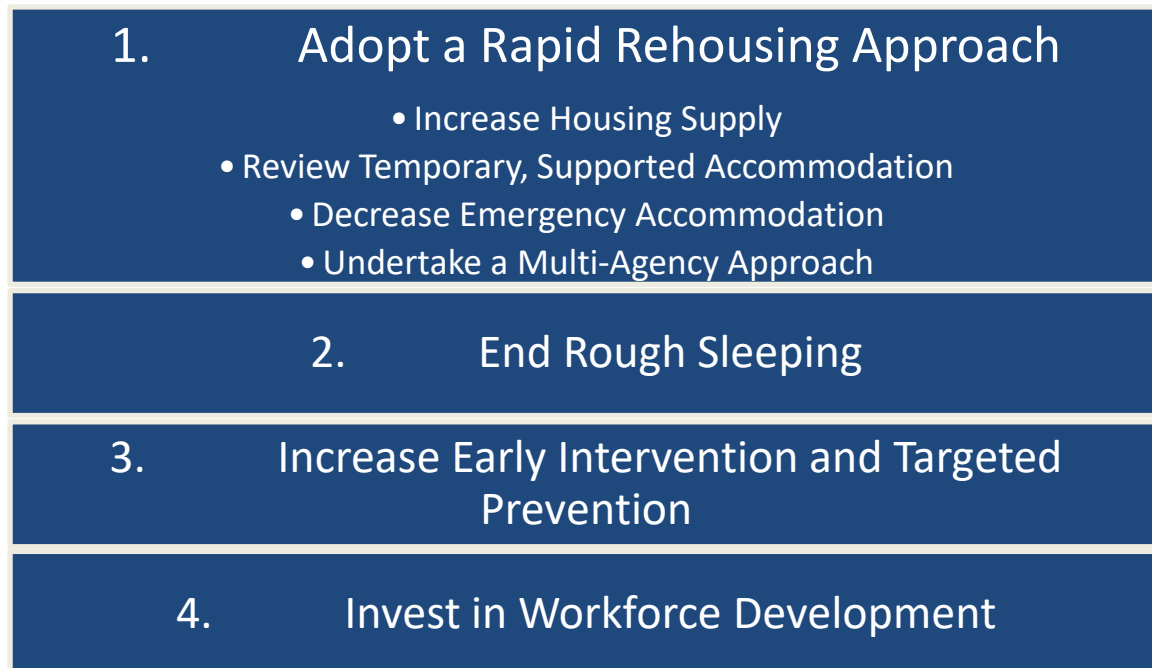 1. Adopt a Rapid Rehousing Approach
• Increase Housing Supply
• Review Temporary, Supported Accommodation
• Decrease Emergency Accommodation
• Undertake a Multi-Agency Approach
2. End Rough Sleeping
3. Increase Early Intervention and Targeted
Prevention
4. Invest in Workforce Development